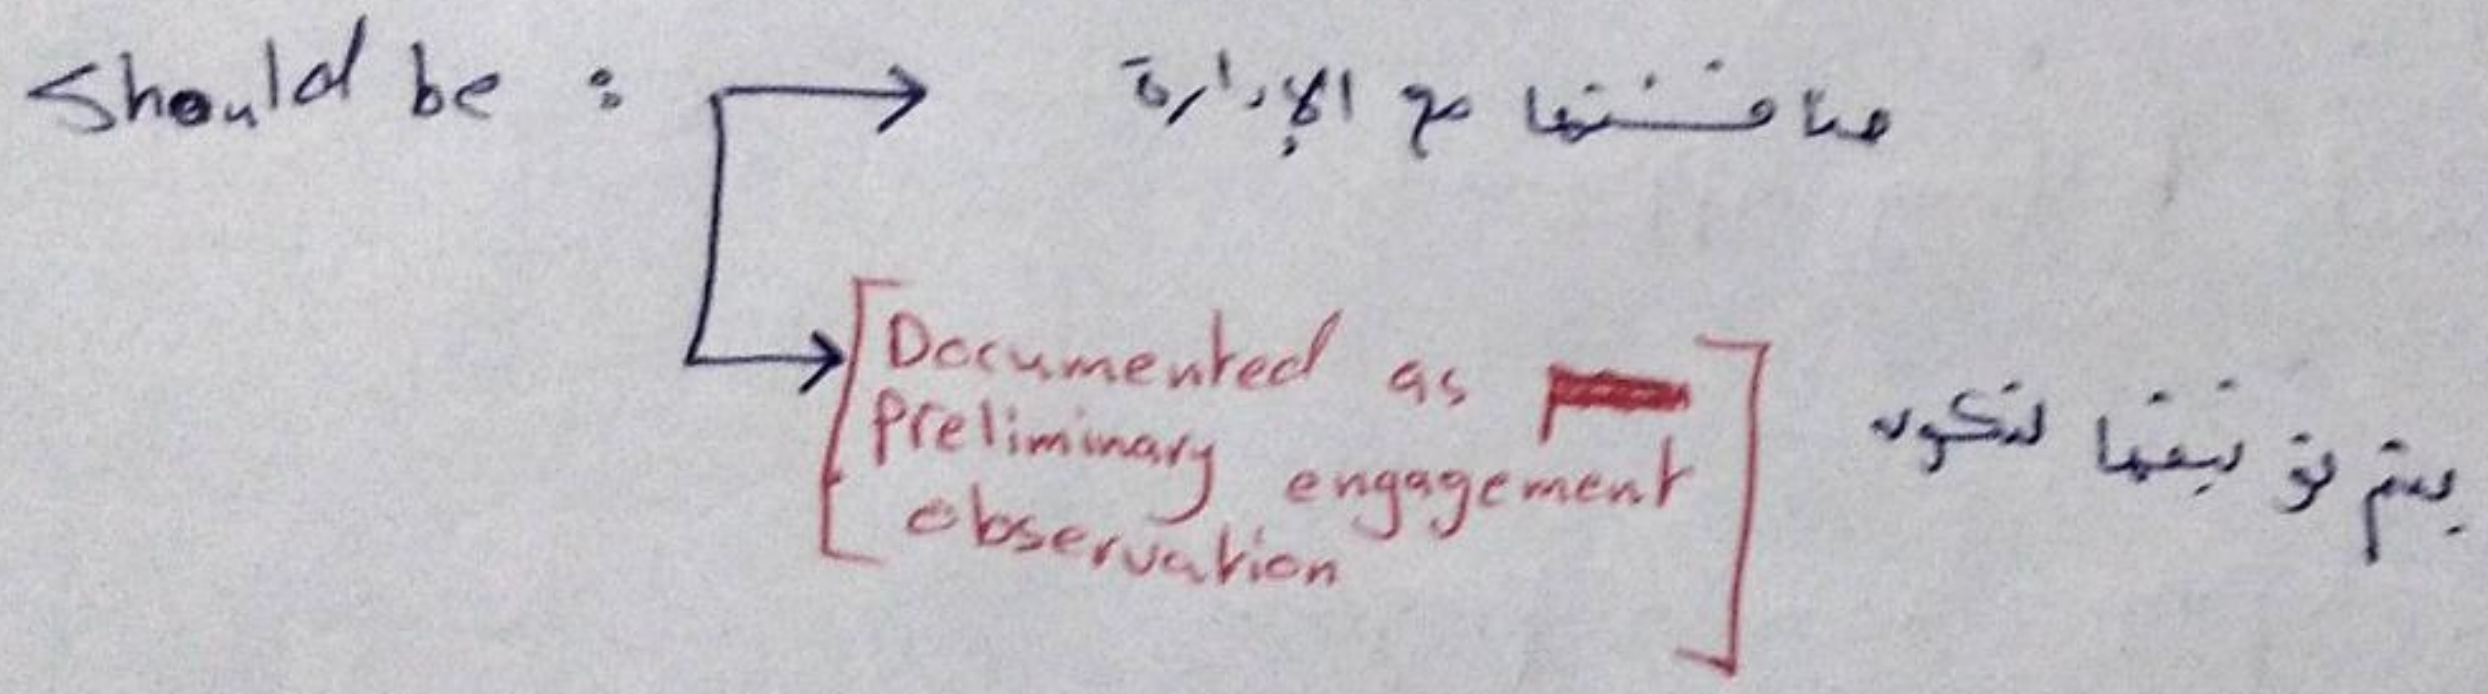 Should be : مناقشتها مع الإدارة
Documented as
Preliminary engagement
observation
يتم توثيقها لتكون